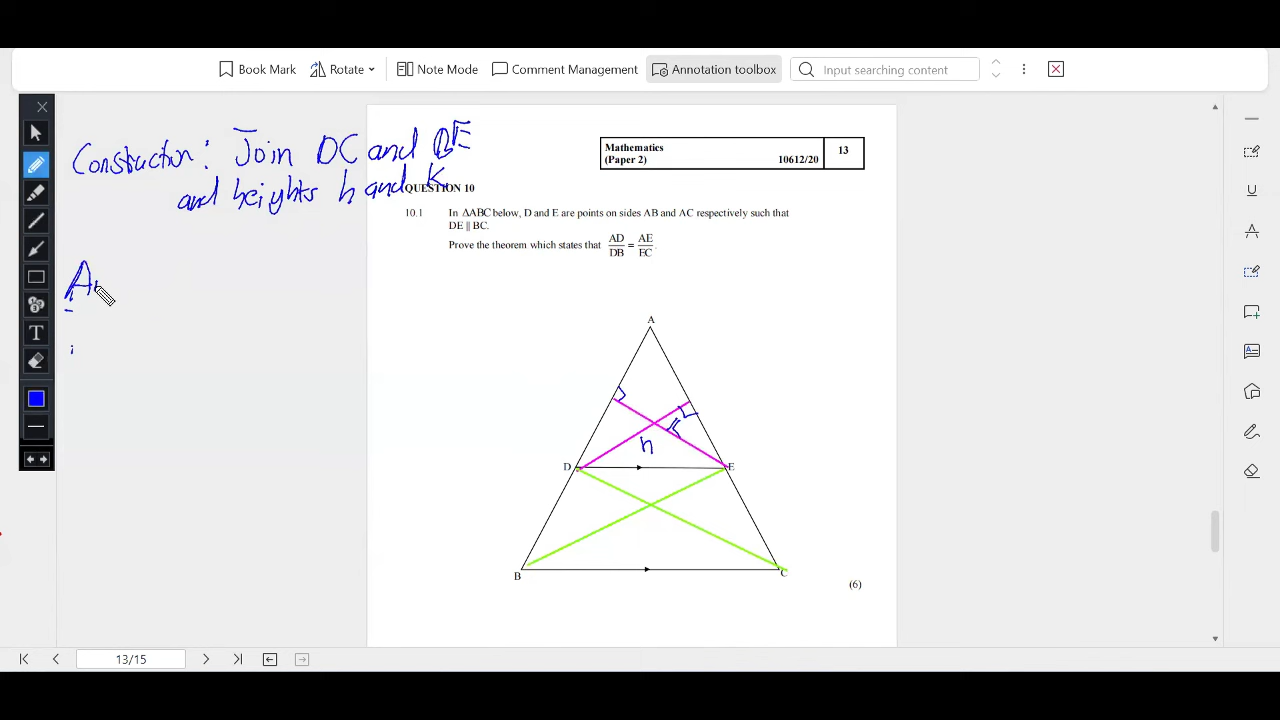 Book Mark Rotate Note Mode Comment Management Annotation toolbox Input searching content
Construction: Join DC and BE
and heights h and K
Mathematics
(Paper 2) 10612/20
13
QUESTION 10
10.1 In ΔABC below, D and E are points on sides AB and AC respectively such that
DE || BC.
Prove the theorem which states that AD/DB = AE/EC.
A
h
k
D
E
B
C
(6)
T
13/15